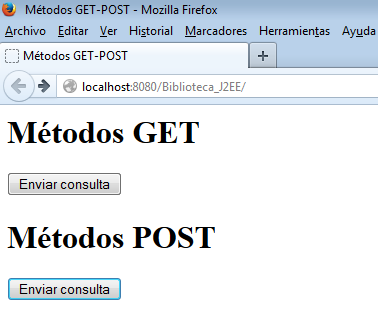 Métodos GET-POST - Mozilla Firefox
Archivo Editar Ver Historial Marcadores Herramientas Ayuda
Métodos GET-POST
localhost:8080/Biblioteca_J2EE/
Métodos GET
Enviar consulta
Métodos POST
Enviar consulta